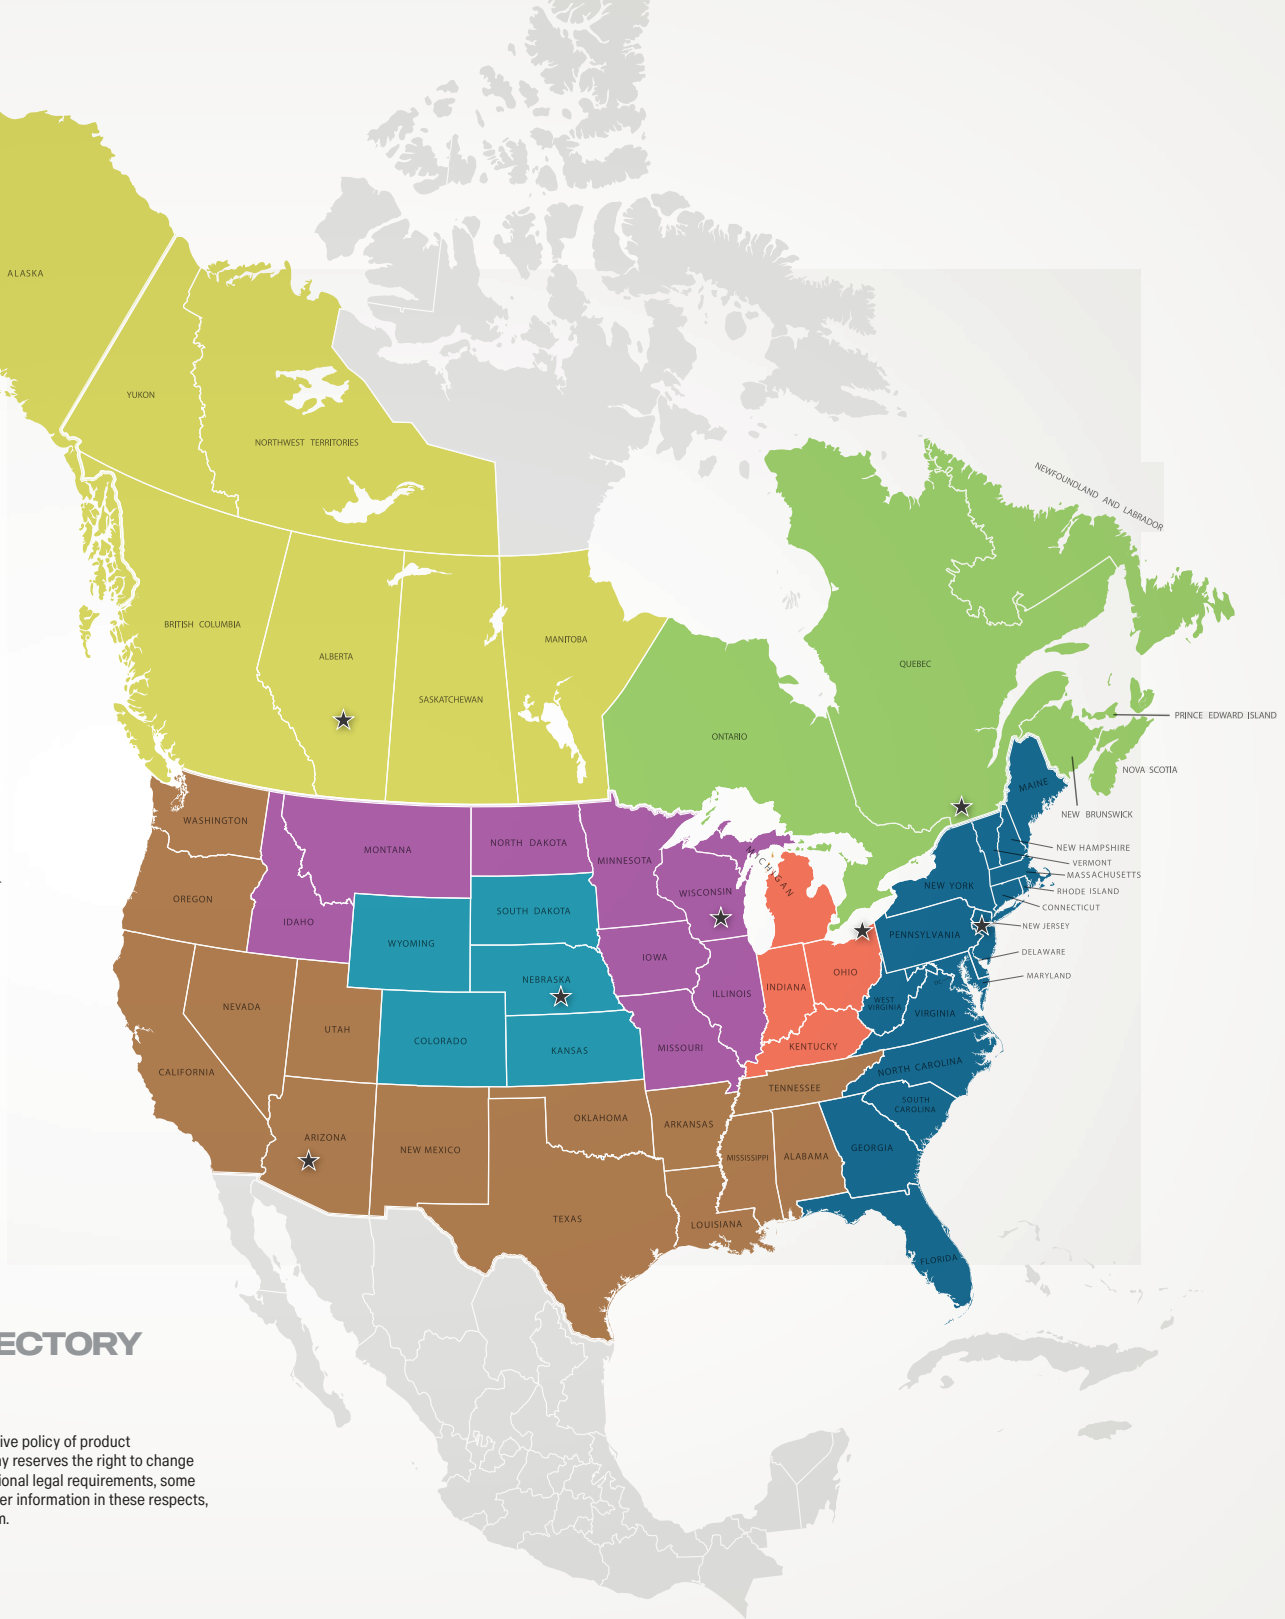 ALASKA
YUKON
NORTHWEST TERRITORIES
NEWFOUNDLAND AND LABRADOR
BRITISH COLUMBIA
ALBERTA
SASKATCHEWAN
MANITOBA
ONTARIO
QUEBEC
PRINCE EDWARD ISLAND
NOVA SCOTIA
NEW BRUNSWICK
MAINE
NEW HAMPSHIRE
VERMONT
MASSACHUSETTS
RHODE ISLAND
CONNECTICUT
NEW JERSEY
DELAWARE
MARYLAND
WASHINGTON
MONTANA
NORTH DAKOTA
MINNESOTA
MICHIGAN
WISCONSIN
NEW YORK
OREGON
IDAHO
SOUTH DAKOTA
WYOMING
PENNSYLVANIA
IOWA
NEBRASKA
ILLINOIS
INDIANA
OHIO
NEVADA
UTAH
WEST
VIRGINIA
VIRGINIA
COLORADO
KANSAS
MISSOURI
KENTUCKY
CALIFORNIA
NORTH CAROLINA
TENNESSEE
SOUTH
CAROLINA
OKLAHOMA
ARKANSAS
ARIZONA
NEW MEXICO
MISSISSIPPI
ALABAMA
GEORGIA
TEXAS
LOUISIANA
FLORIDA
ECTORY
ive policy of product
y reserves the right to change
ional legal requirements, some
er information in these respects,
m.